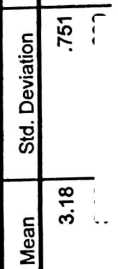 Mean Std. Deviation
3.18 .751